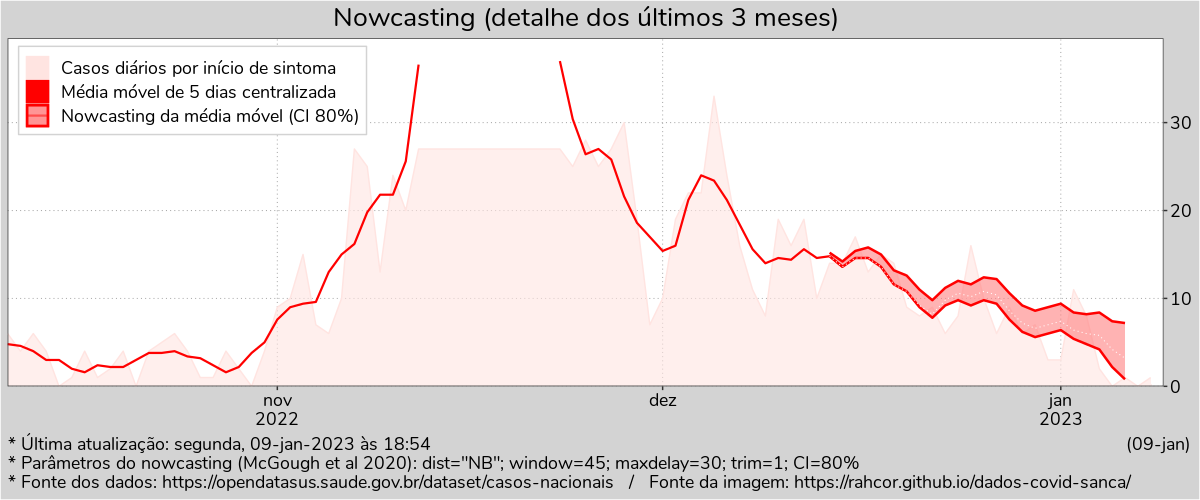 Nowcasting (detalhe dos últimos 3 meses)
Casos diários por início de sintoma
Média móvel de 5 dias centralizada
Nowcasting da média móvel (CI 80%)
30
20
10
0
nov
2022
dez
jan
2023
* Última atualização: segunda, 09-jan-2023 às 18:54
(09-jan)
* Parâmetros do nowcasting (McGough et al 2020): dist="NB"; window=45; maxdelay=30; trim=1; CI=80%
* Fonte dos dados: https://opendatasus.saude.gov.br/dataset/casos-nacionais / Fonte da imagem: https://rahcor.github.io/dados-covid-sanca/